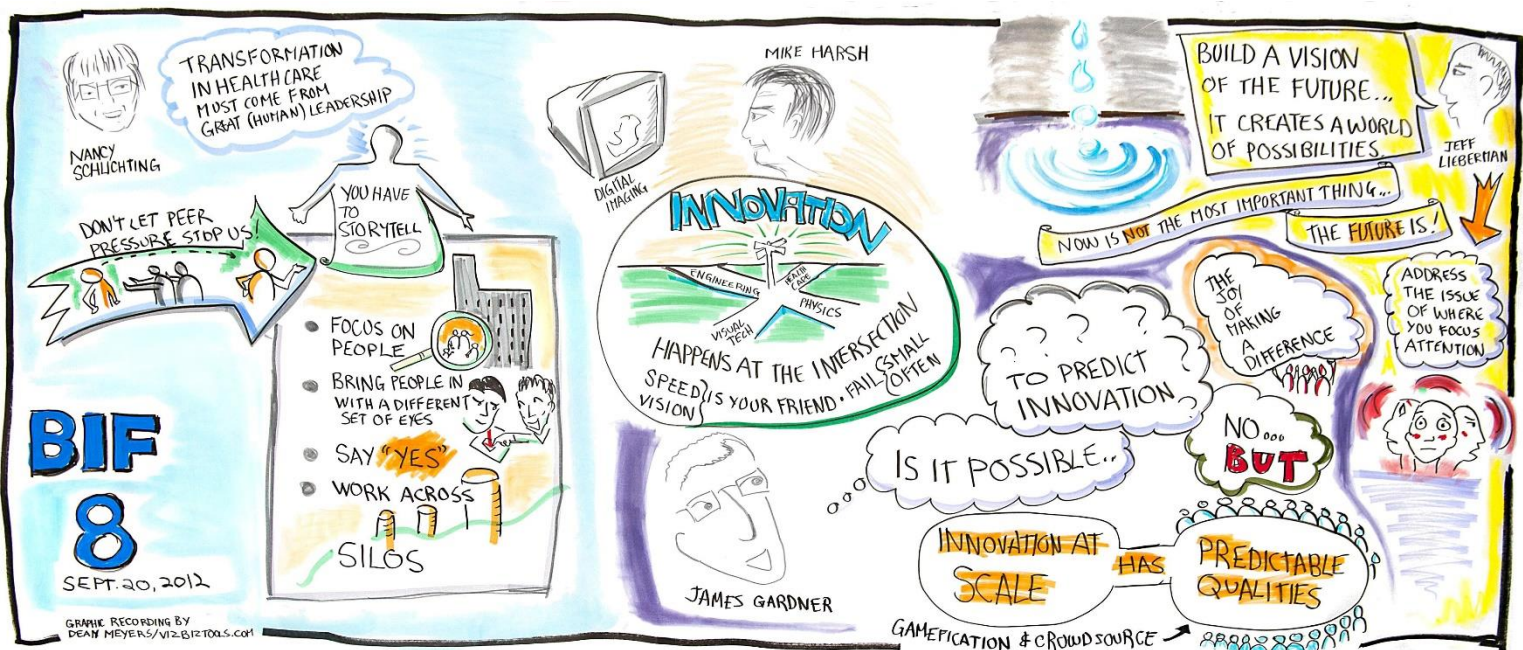 NANCY
SCHLICHTING
TRANSFORMATION
IN HEALTH CARE
MUST COME FROM
GREAT (HUMAN) LEADERSHIP
YOU HAVE
TO
STORYTELL
DON'T LET PEER
PRESSURE STOP US!
FOCUS ON
PEOPLE
BRING PEOPLE IN
WITH A DIFFERENT
SET OF EYES
SAY "YES"
WORK ACROSS
SILOS
BIF
8
SEPT. 20, 2012
GRAPHIC RECORDING BY
DEAN MEYERS/VIZBIZTOOLS.COM
MIKE HARSH
DIGITAL
IMAGING
INNOVATION
ENGINEERING
HEALTH
CARE
PHYSICS
VISUAL
TECH
HAPPENS AT THE INTERSECTION
SPEED
VISION
IS YOUR FRIEND. FAIL
SMALL
OFTEN
JAMES GARDNER
IS IT POSSIBLE..
? ? ? ? ?
TO PREDICT
INNOVATION
NO...
BUT
INNOVATION AT
SCALE
HAS
PREDICTABLE
QUALITIES
GAMEFICATION & CROWDSOURCE
THE
JOY
OF
MAKING
A
DIFFERENCE
BUILD A VISION
OF THE FUTURE...
IT CREATES A WORLD
OF POSSIBILITIES
JEFF
LIEBERMAN
NOW IS NOT THE MOST IMPORTANT THING...
THE FUTURE IS!
ADDRESS
THE ISSUE
OF WHERE
YOU FOCUS
ATTENTION